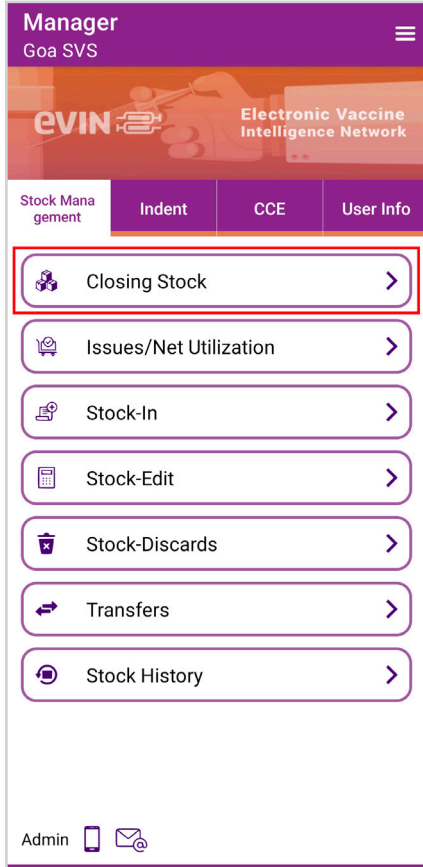 Manager
Goa SVS
eVIN
Electronic Vaccine
Intelligence Network
Stock Mana
gement
Indent
CCE
User Info
Closing Stock
Issues/Net Utilization
Stock-In
Stock-Edit
Stock-Discards
Transfers
Stock History
Admin